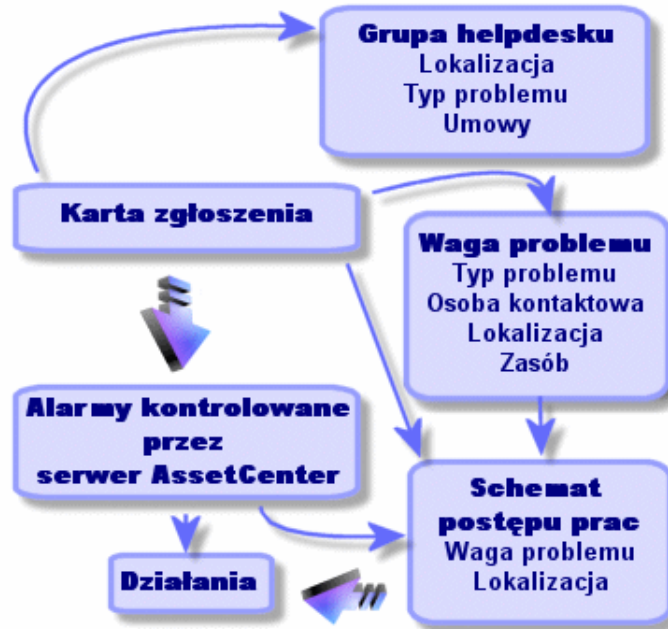 Grupa helpdesku
Lokalizacja
Typ problemu
Umowy
Karta zgłoszenia
Waga problemu
Typ problemu
Osoba kontaktowa
Lokalizacja
Zasób
Alarmy kontrolowane
przez
serwer AssetCenter
Schemat
postępu prac
Waga problemu
Lokalizacja
Działania